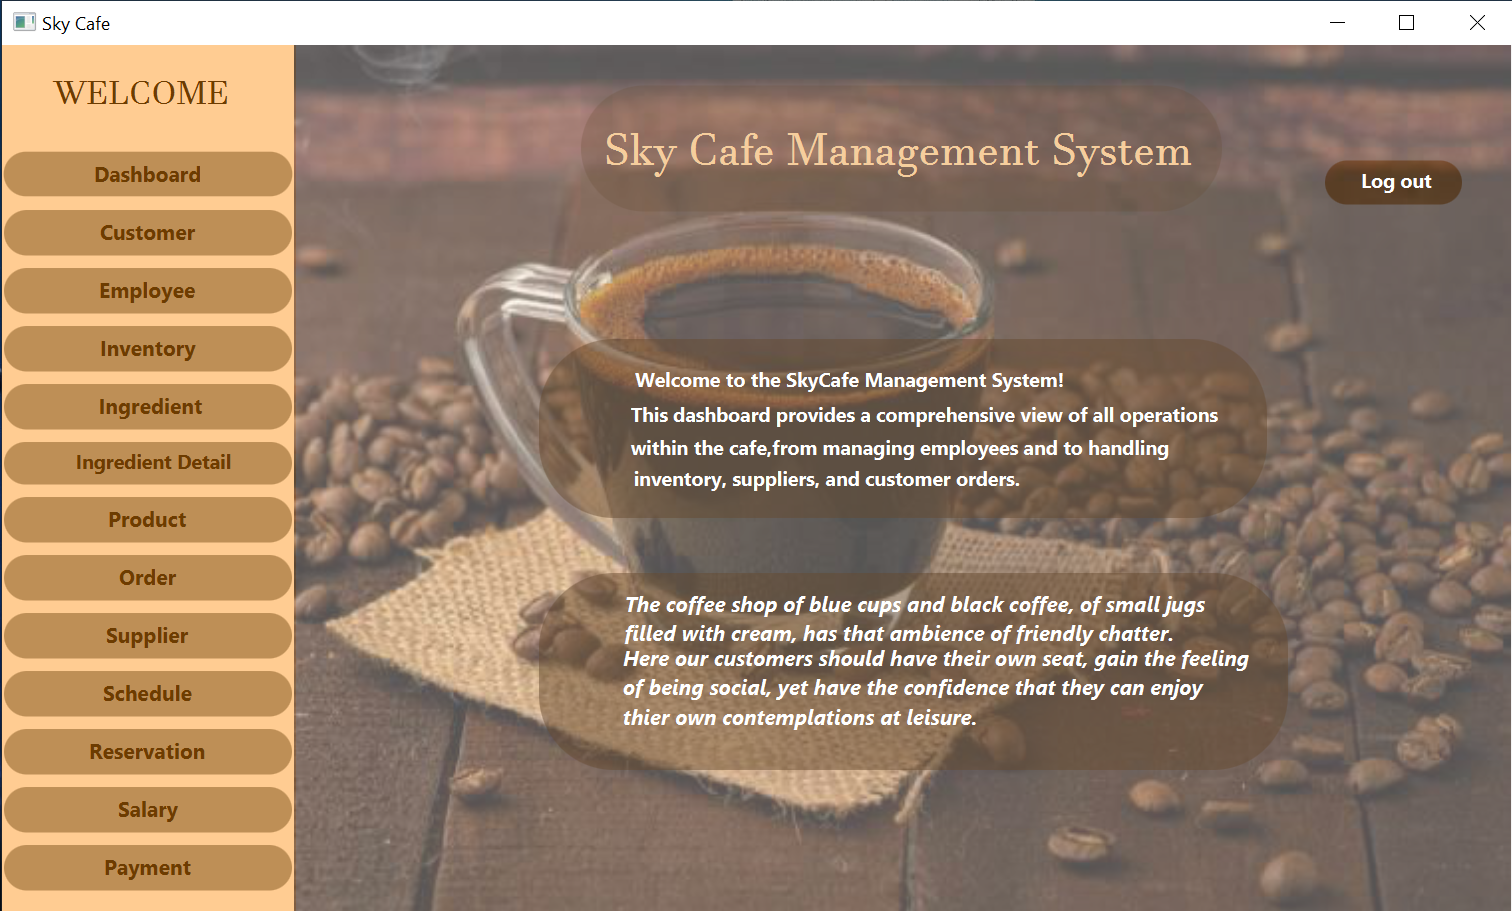 Sky Cafe
WELCOME
Dashboard
Customer
Employee
Inventory
Ingredient
Ingredient Detail
Product
Order
Supplier
Schedule
Reservation
Salary
Payment
Sky Cafe Management System
Log out
Welcome to the SkyCafe Management System!
This dashboard provides a comprehensive view of all operations
within the cafe,from managing employees and to handling
inventory, suppliers, and customer orders.
The coffee shop of blue cups and black coffee, of small jugs
filled with cream, has that ambience of friendly chatter.
Here our customers should have their own seat, gain the feeling
of being social, yet have the confidence that they can enjoy
thier own contemplations at leisure.